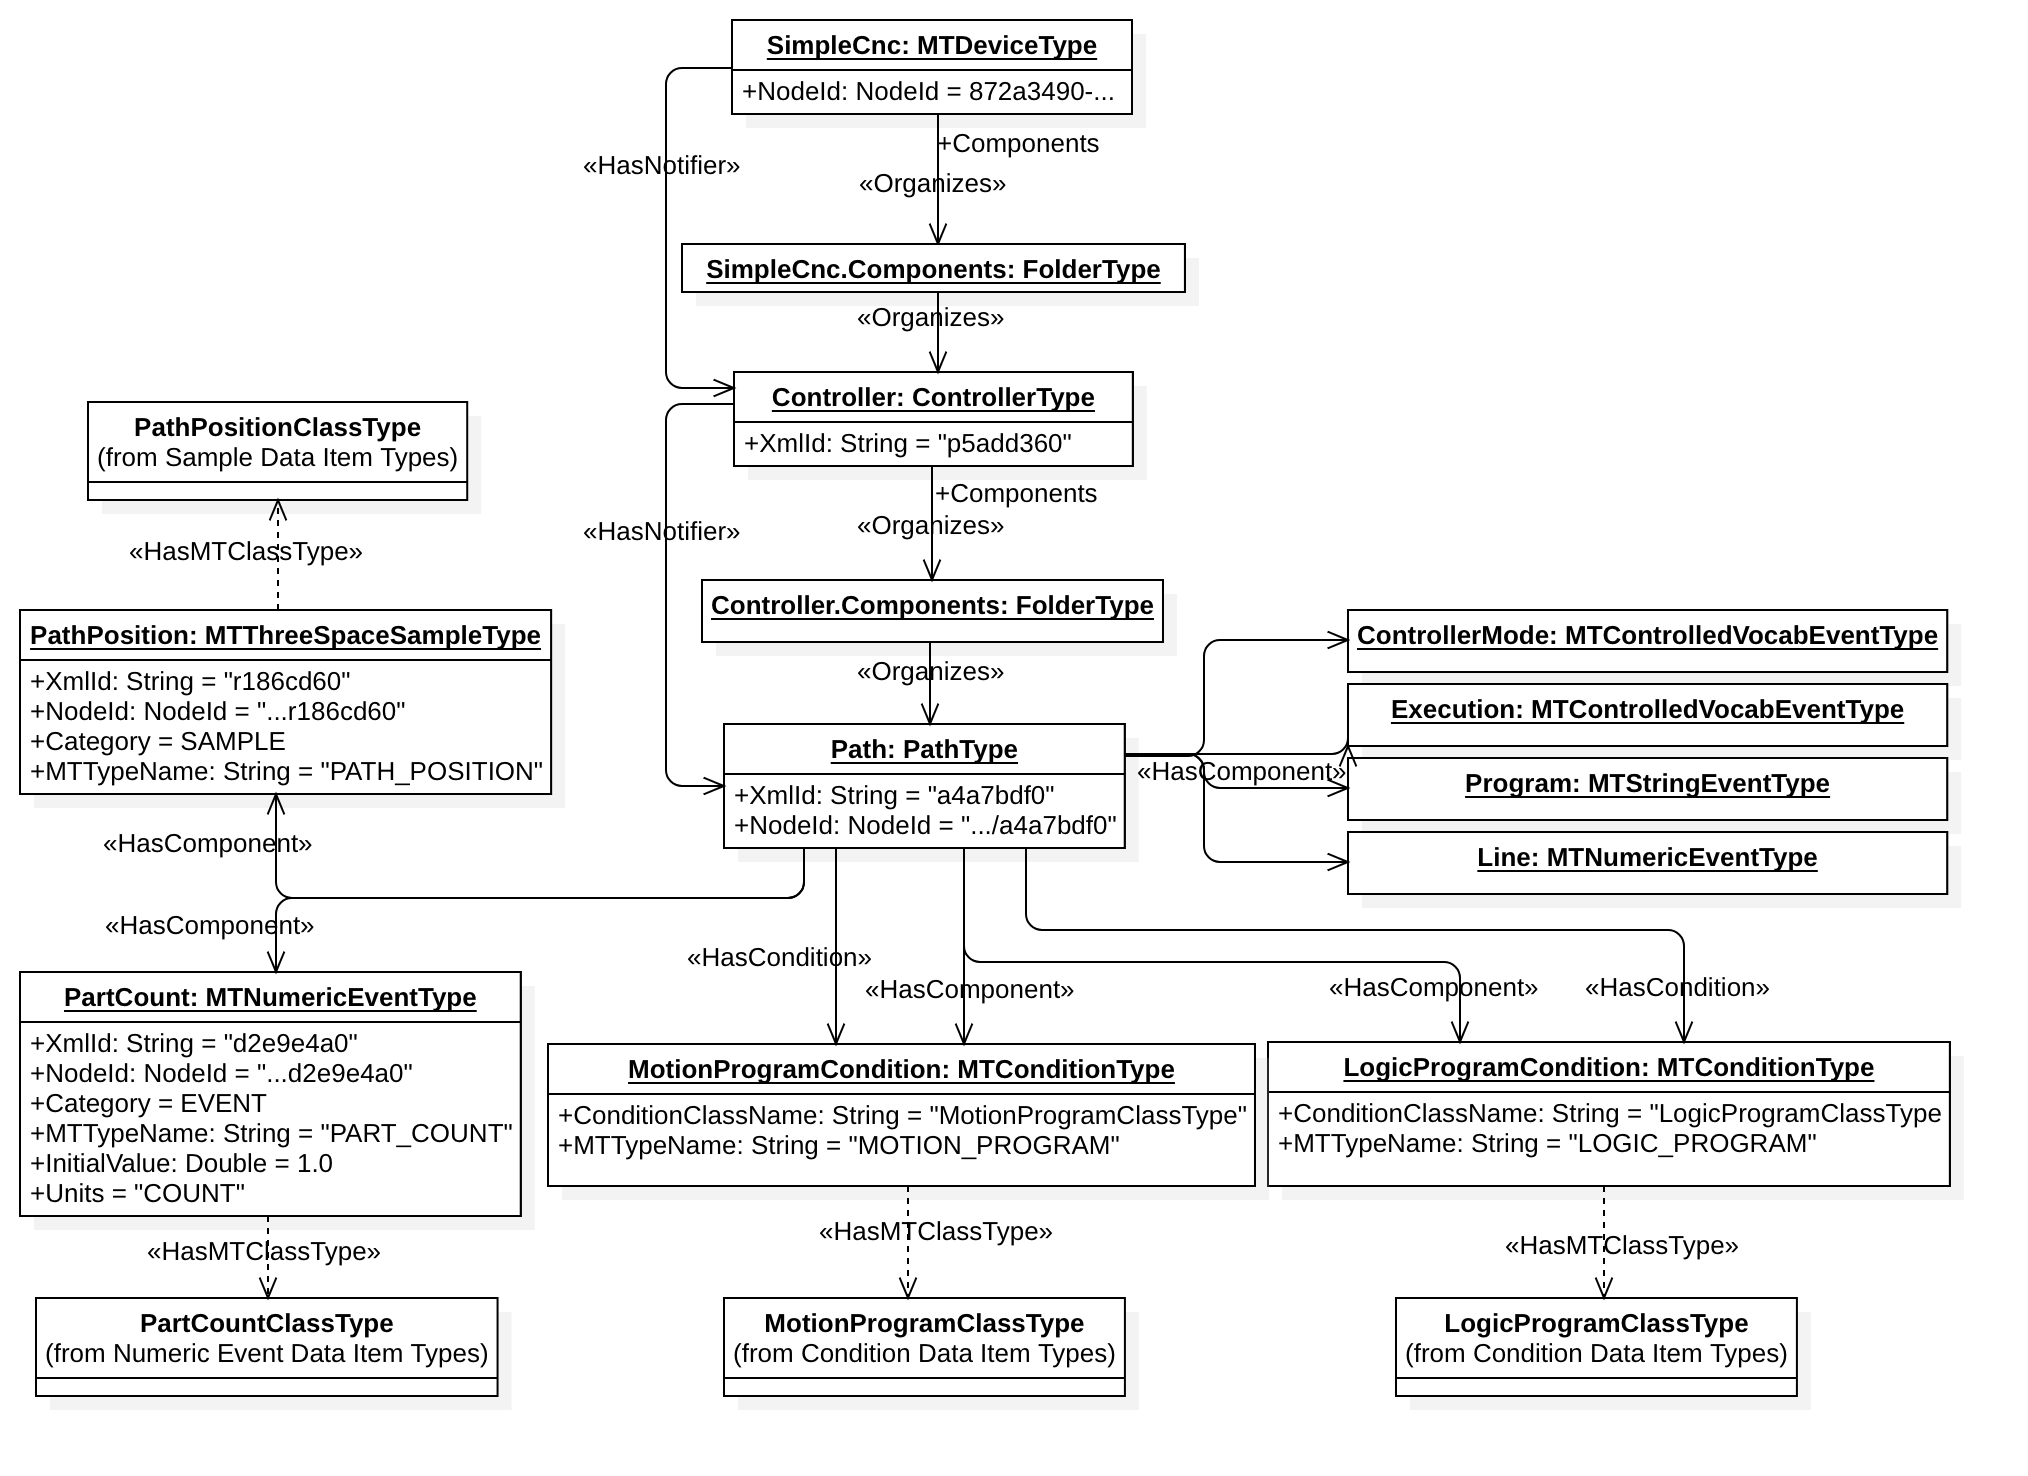 SimpleCnc: MTDeviceType
+NodeId: NodeId = 872a3490-...
+Components
«HasNotifier»
«Organizes»
SimpleCnc.Components: FolderType
«Organizes»
Controller: ControllerType
+XmlId: String = "p5add360"
PathPositionClassType
(from Sample Data Item Types)
+Components
«Organizes»
«HasNotifier»
«HasMTClassType»
Controller.Components: FolderType
«Organizes»
PathPosition: MTThreeSpaceSampleType
+XmlId: String = "r186cd60"
+NodeId: NodeId = "...r186cd60"
+Category = SAMPLE
+MTTypeName: String = "PATH_POSITION"
ControllerMode: MTControlledVocabEventType
Execution: MTControlledVocabEventType
Program: MTStringEventType
Line: MTNumericEventType
Path: PathType
+XmlId: String = "a4a7bdf0"
+NodeId: NodeId = ".../a4a7bdf0"
«HasComponent»
«HasComponent»
«HasComponent»
«HasCondition»
«HasComponent»
«HasComponent»
«HasCondition»
PartCount: MTNumericEventType
+XmlId: String = "d2e9e4a0"
+NodeId: NodeId = "...d2e9e4a0"
+Category = EVENT
+MTTypeName: String = "PART_COUNT"
+InitialValue: Double = 1.0
+Units = "COUNT"
MotionProgramCondition: MTConditionType
+ConditionClassName: String = "MotionProgramClassType"
+MTTypeName: String = "MOTION_PROGRAM"
LogicProgramCondition: MTConditionType
+ConditionClassName: String = "LogicProgramClassType
+MTTypeName: String = "LOGIC_PROGRAM"
«HasMTClassType»
«HasMTClassType»
«HasMTClassType»
PartCountClassType
(from Numeric Event Data Item Types)
MotionProgramClassType
(from Condition Data Item Types)
LogicProgramClassType
(from Condition Data Item Types)